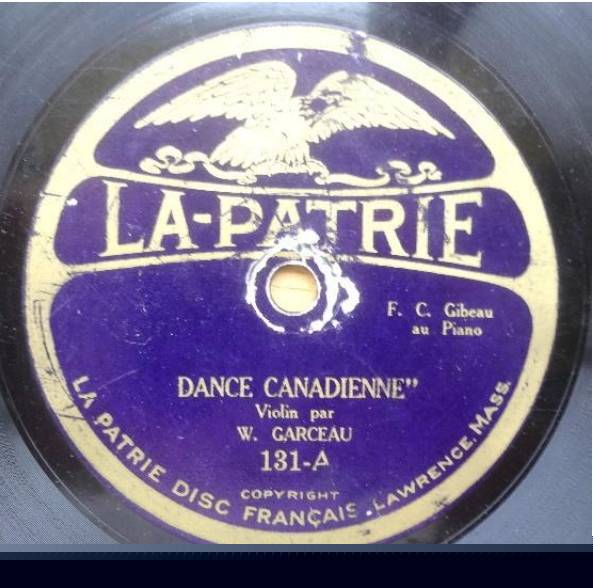 LA-PATRIE
F. C. Gibeau
au Piano
DANCE CANADIENNE"
Violin par
W. GARCEAU
131-A
COPYRIGHT
LA PATRIE DISC FRANÇAIS. LAWRENCE, MASS.